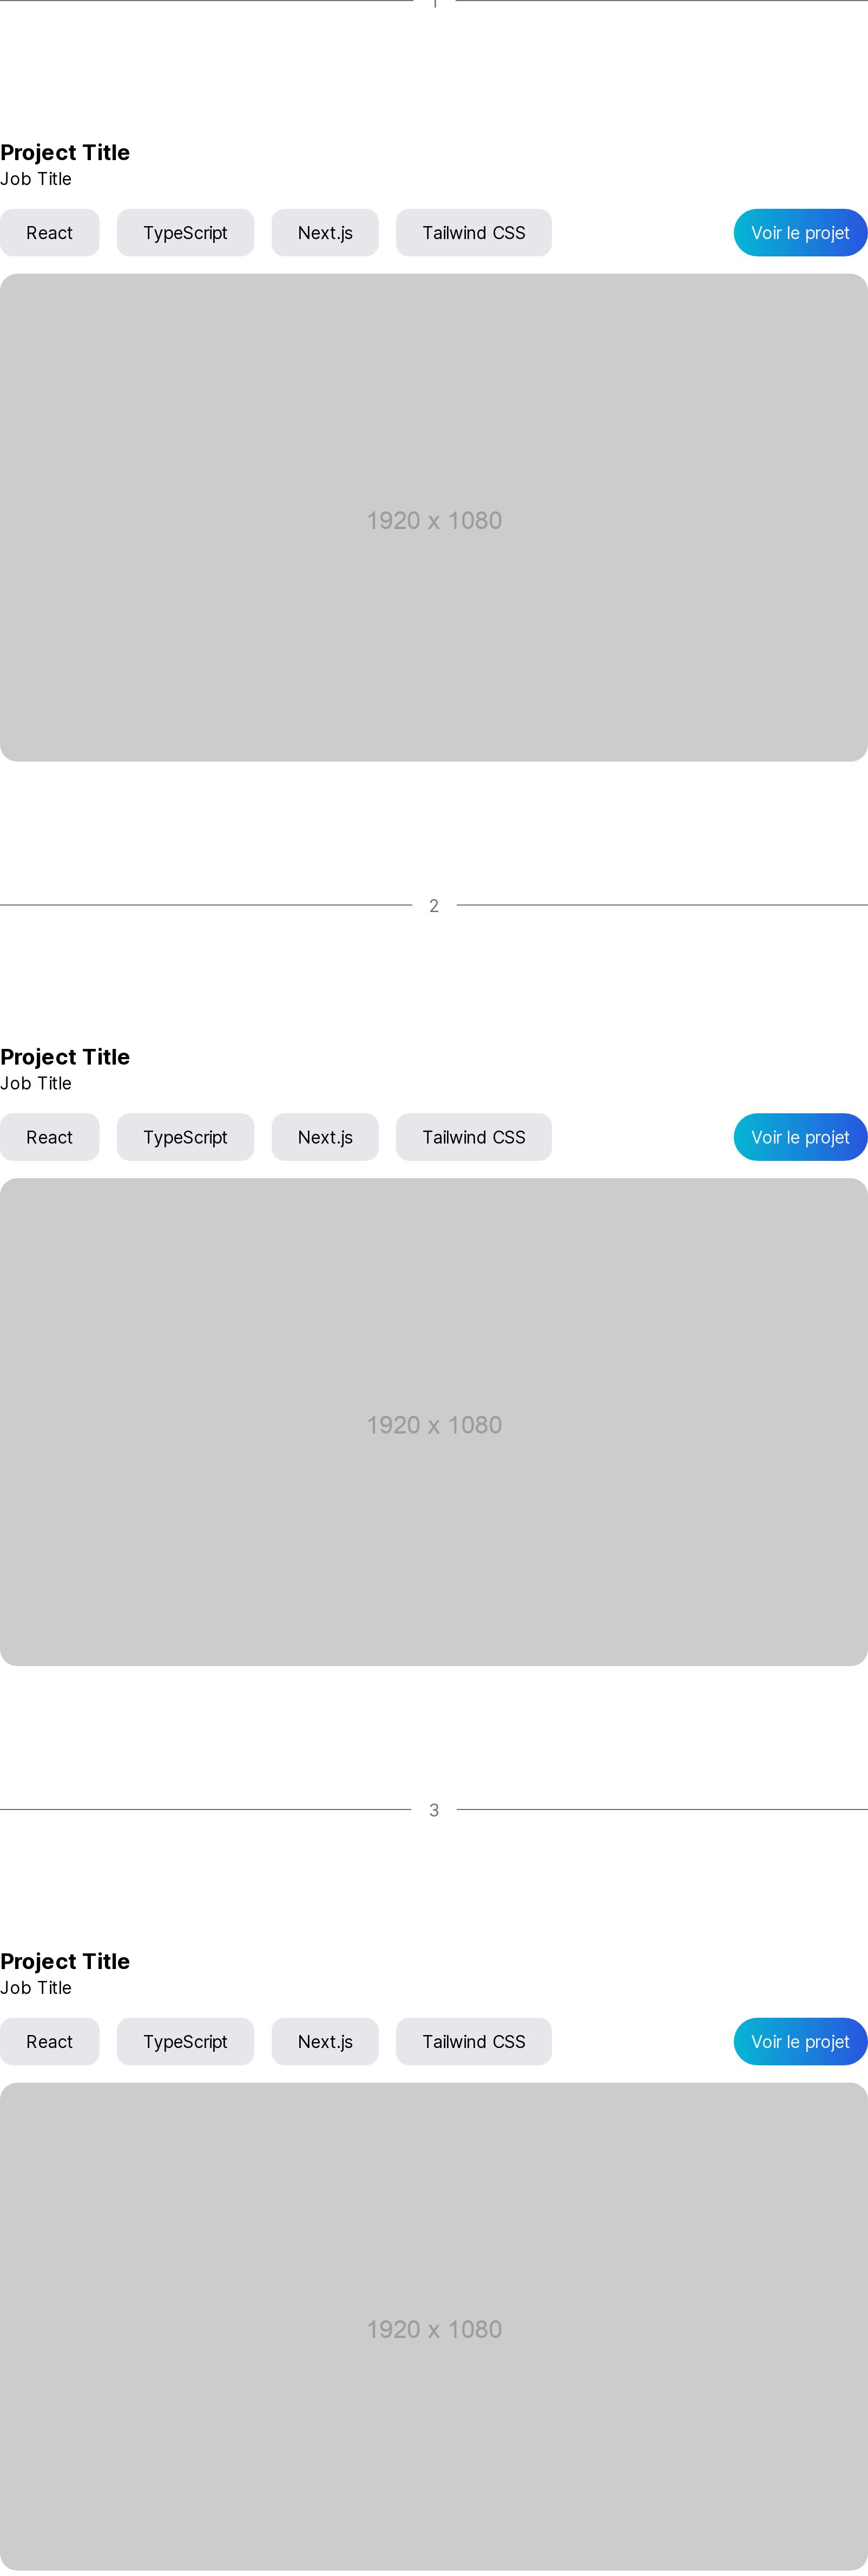 Project Title
Job Title
React TypeScript Next.js Tailwind CSS Voir le projet
1920 x 1080
2
Project Title
Job Title
React TypeScript Next.js Tailwind CSS Voir le projet
1920 x 1080
3
Project Title
Job Title
React TypeScript Next.js Tailwind CSS Voir le projet
1920 x 1080